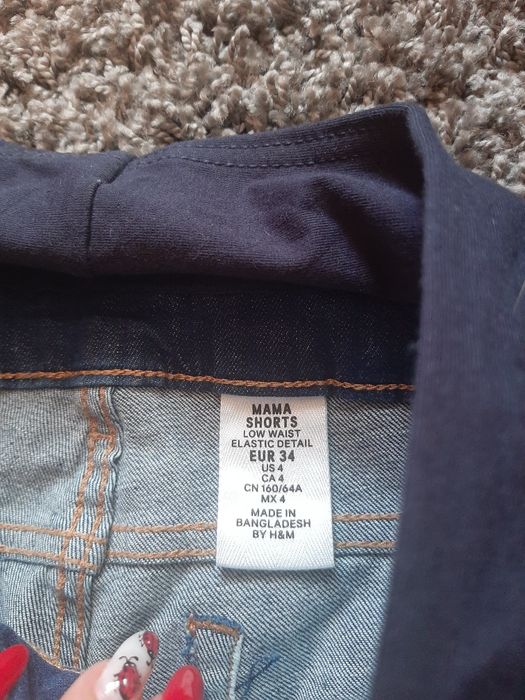 MAMA
SHORTS
LOW WAIST
ELASTIC DETAIL
EUR 34
US 4
CA 4
CN 160/64A
MX 4
MADE IN
BANGLADESH
BY H&M